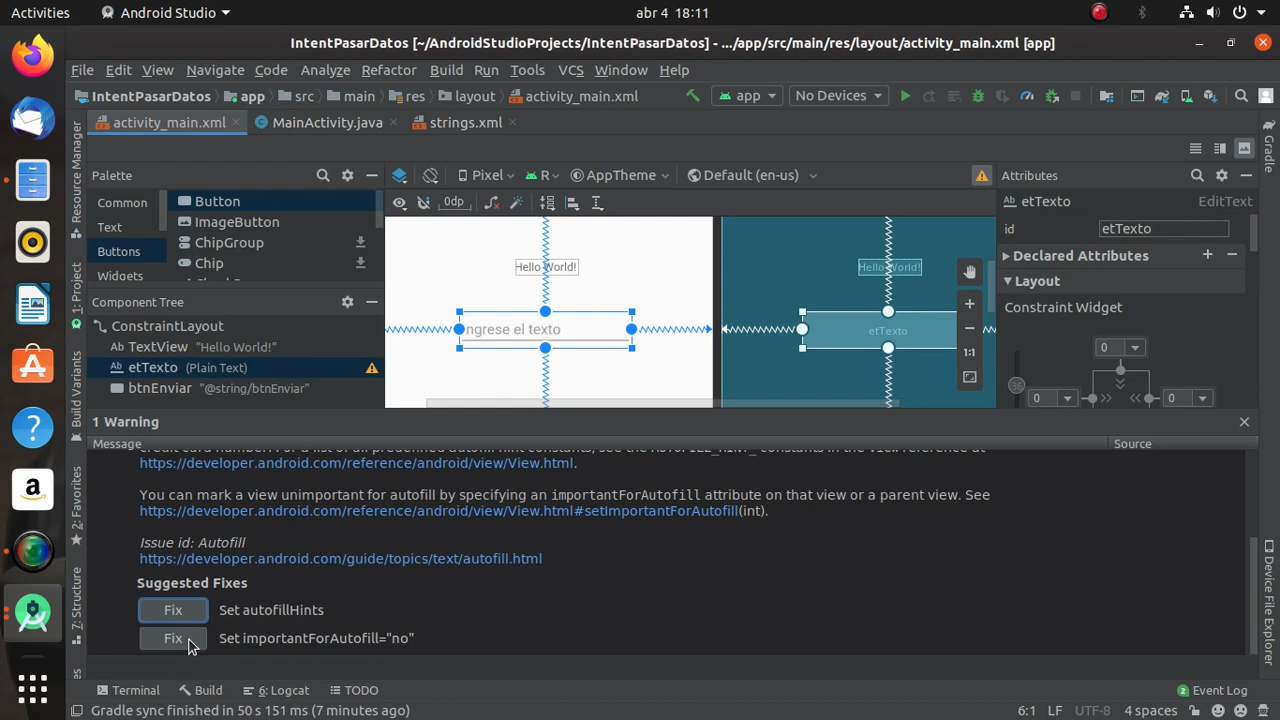 Activities Android Studio abr 4 18:11
IntentPasarDatos [~/AndroidStudioProjects/IntentPasarDatos] - .../app/src/main/res/layout/activity_main.xml [app]
File Edit View Navigate Code Analyze Refactor Build Run Tools VCS Window Help
IntentPasarDatos app src main res layout activity_main.xml app No Devices
activity_main.xml MainActivity.java strings.xml
Palette Pixel R AppTheme Default (en-us) Attributes
Common Button 0dp etTexto EditText
Text ImageButton id etTexto
Buttons ChipGroup Declared Attributes
Widgets Chip Hello World! Hello World! Layout
Component Tree Constraint Widget
ConstraintLayout
Ab TextView "Hello World!" ngrese el texto etTexto 0
Ab etTexto (Plain Text) 1:1 36
btnEnviar "@string/btnEnviar" 0 0
1 Warning
Message Source
https://developer.android.com/reference/android/view/View.html.
You can mark a view unimportant for autofill by specifying an importantForAutofill attribute on that view or a parent view. See
https://developer.android.com/reference/android/view/View.html#setImportantForAutofill(int).
Issue id: Autofill
https://developer.android.com/guide/topics/text/autofill.html
Suggested Fixes
Fix Set autofillHints
Fix Set importantForAutofill="no"
Resource Manager
1: Project
Build Variants
2: Favorites
Z: Structure
Gradle
Device File Explorer
Terminal Build 6: Logcat TODO 2 Event Log
Gradle sync finished in 50 s 151 ms (7 minutes ago) 6:1 LF UTF-8 4 spaces